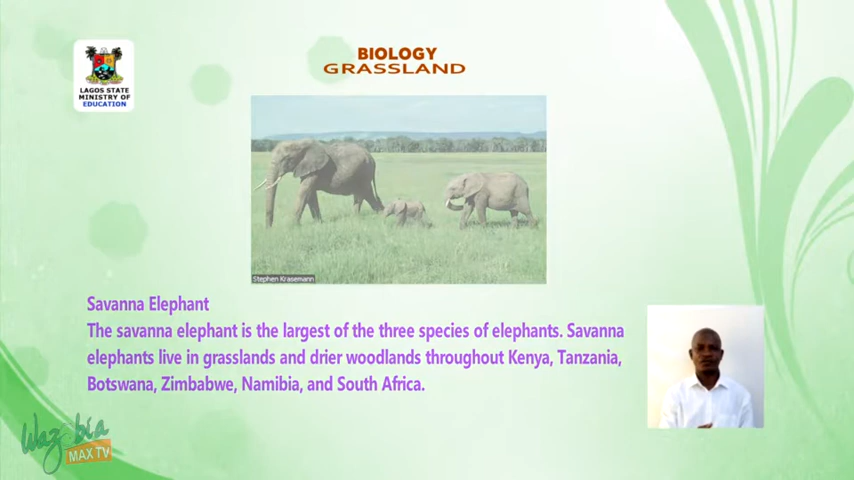 BIOLOGY
GRASSLAND
LAGOS STATE
MINISTRY OF
EDUCATION
Stephen Krasemann
Savanna Elephant
The savanna elephant is the largest of the three species of elephants. Savanna
elephants live in grasslands and drier woodlands throughout Kenya, Tanzania,
Botswana, Zimbabwe, Namibia, and South Africa.
Wazobia
MAX TV